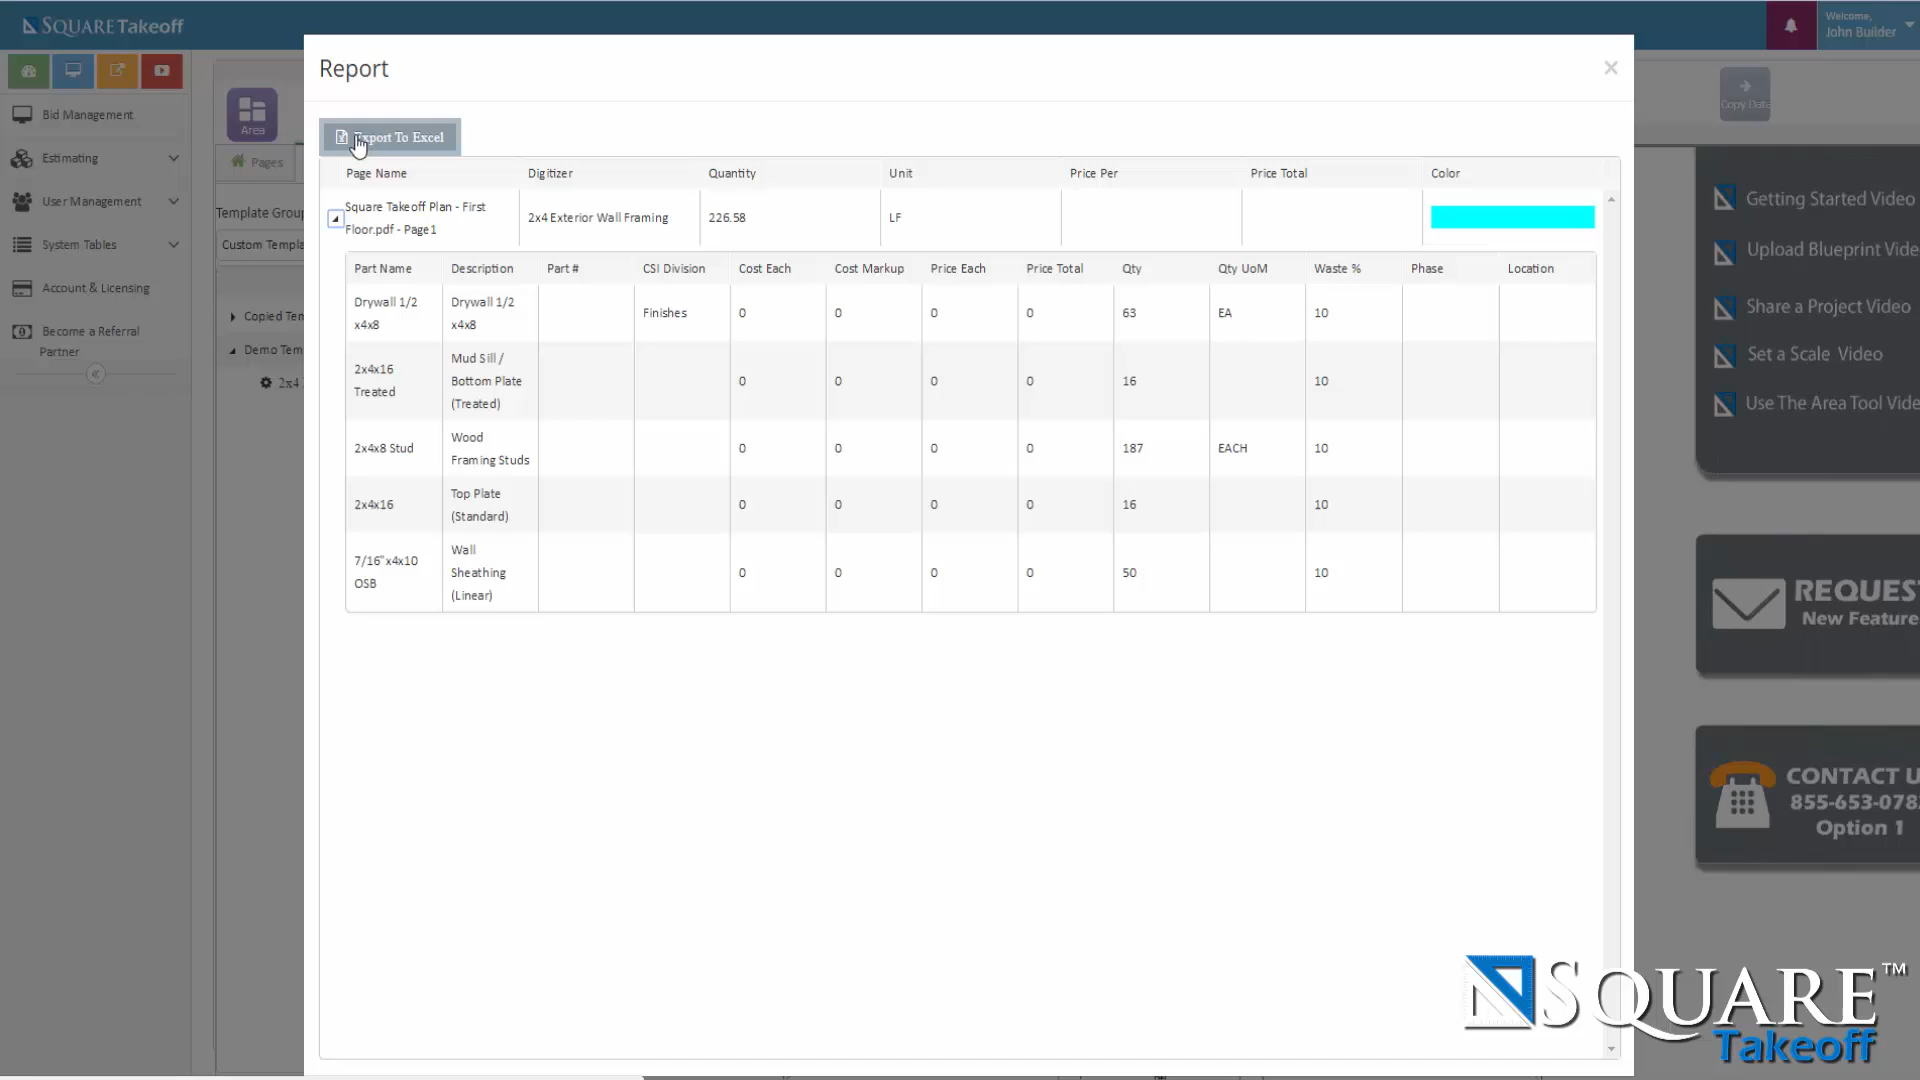 SQUARE Takeoff
Welcome,
John Builder
Report
Area
Copy Data
Export To Excel
Bid Management
Estimating
User Management
System Tables
Account & Licensing
Become a Referral
Partner
Pages
Template Group
Custom Templa
Copied Tem
Demo Tem
2x4
Page Name Digitizer Quantity Unit Price Per Price Total Color
Square Takeoff Plan - First
Floor.pdf - Page1
2x4 Exterior Wall Framing 226.58 LF
Part Name Description Part # CSI Division Cost Each Cost Markup Price Each Price Total Qty Qty UoM Waste % Phase Location
Drywall 1/2
x4x8
Drywall 1/2
x4x8
Finishes 0 0 0 0 63 EA 10
2x4x16
Treated
Mud Sill /
Bottom Plate
(Treated)
0 0 0 0 16 10
2x4x8 Stud
Wood
Framing Studs
0 0 0 0 187 EACH 10
2x4x16
Top Plate
(Standard)
0 0 0 0 16 10
7/16"x4x10
OSB
Wall
Sheathing
(Linear)
0 0 0 0 50 10
Getting Started Video
Upload Blueprint Vide
Share a Project Video
Set a Scale Video
Use The Area Tool Vide
REQUES
New Feature
CONTACT U
855-653-078
Option 1
SQUARE™
Takeoff